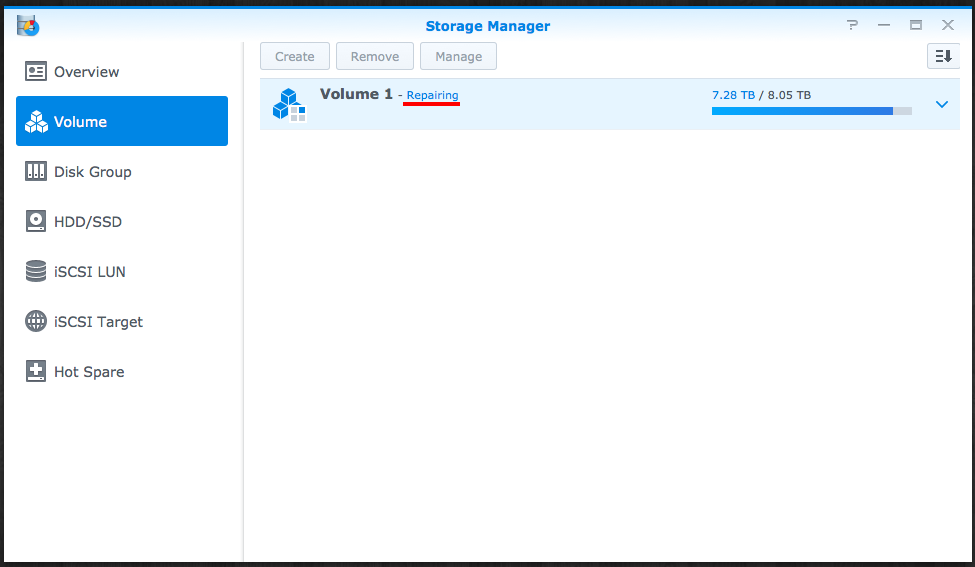 Storage Manager
?
Overview
Volume
Disk Group
HDD/SSD
iSCSI LUN
iSCSI Target
Hot Spare
Create Remove Manage
Volume 1 - Repairing 7.28 TB / 8.05 TB